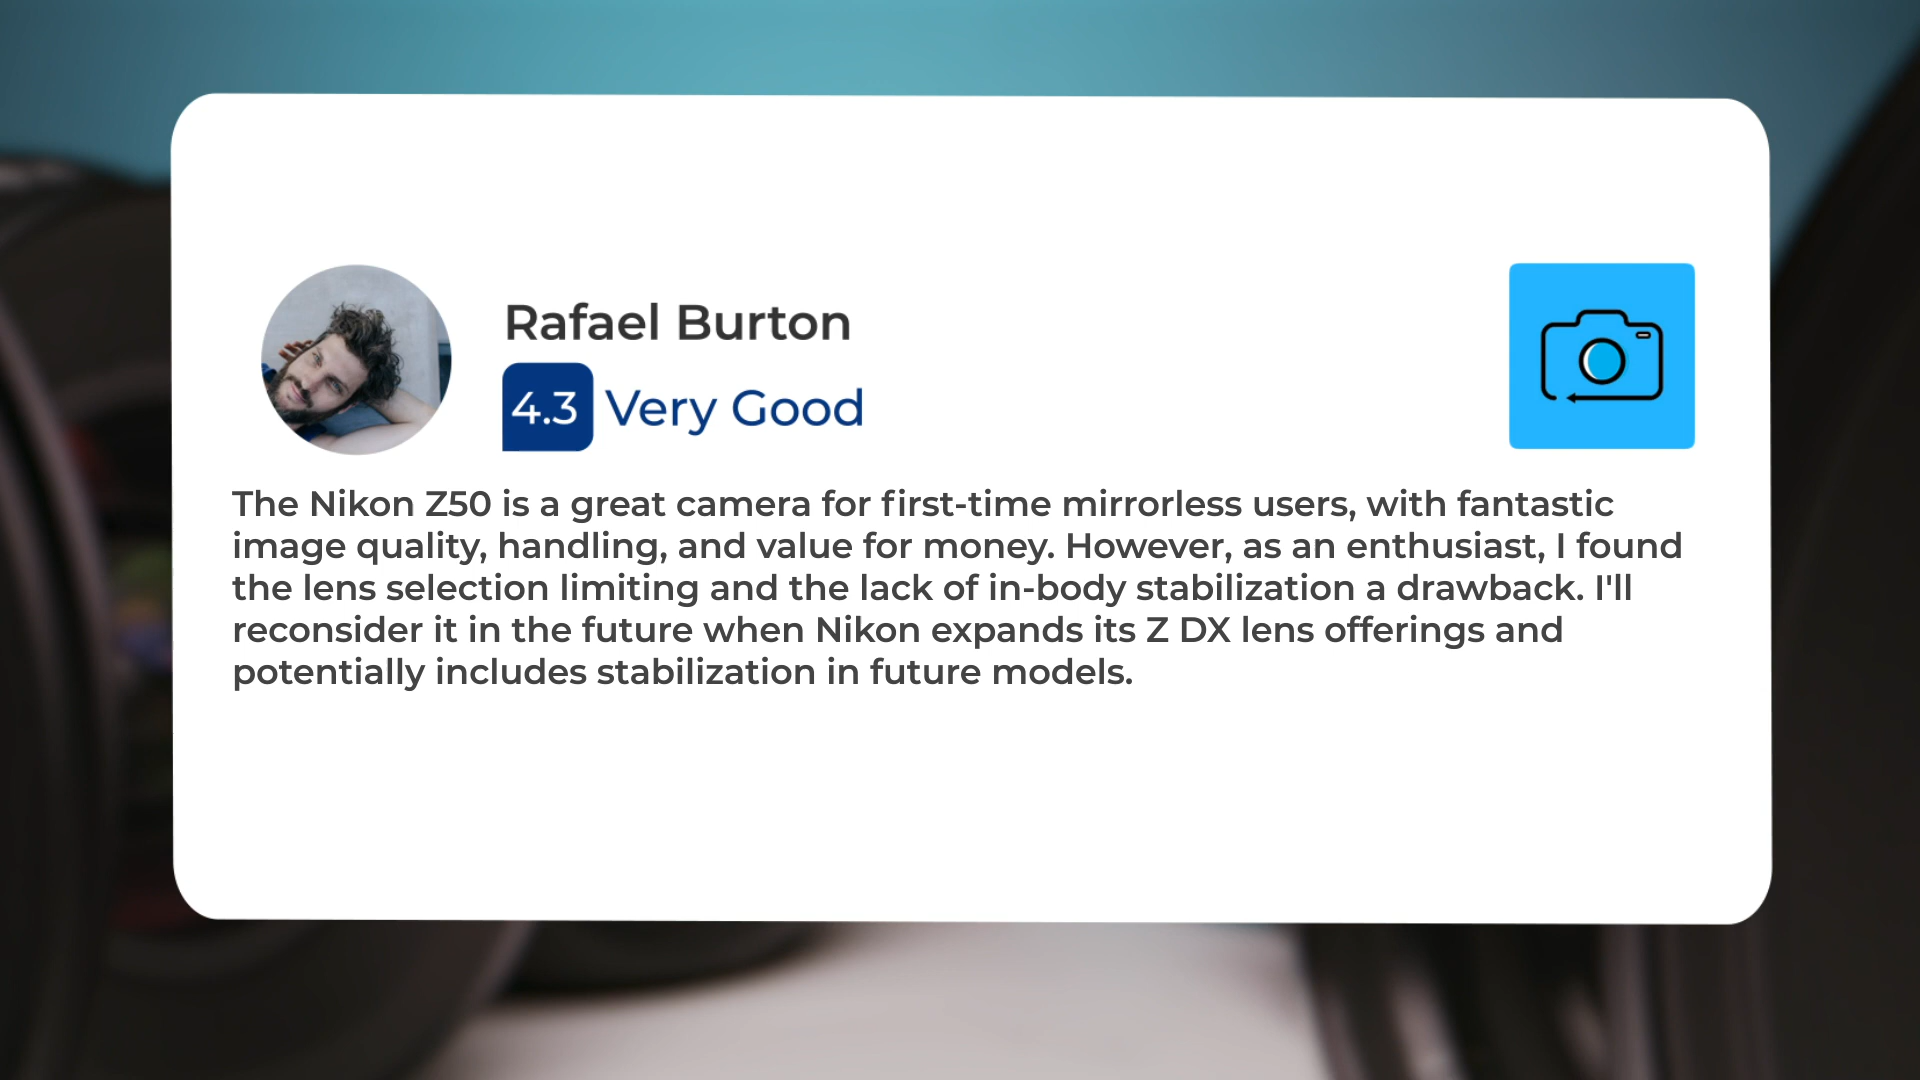 Rafael Burton
4.3 Very Good
The Nikon Z50 is a great camera for first-time mirrorless users, with fantastic
image quality, handling, and value for money. However, as an enthusiast, I found
the lens selection limiting and the lack of in-body stabilization a drawback. I'll
reconsider it in the future when Nikon expands its Z DX lens offerings and
potentially includes stabilization in future models.